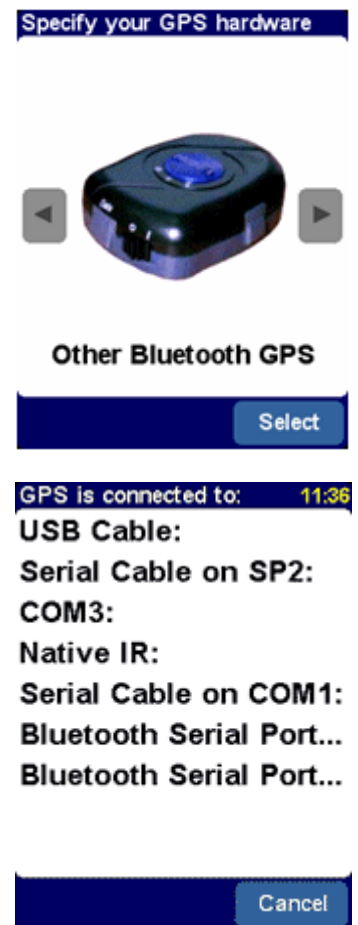 Specify your GPS hardware
Other Bluetooth GPS
Select
GPS is connected to: 11:36
USB Cable:
Serial Cable on SP2:
COM3:
Native IR:
Serial Cable on COM1:
Bluetooth Serial Port...
Bluetooth Serial Port...
Cancel